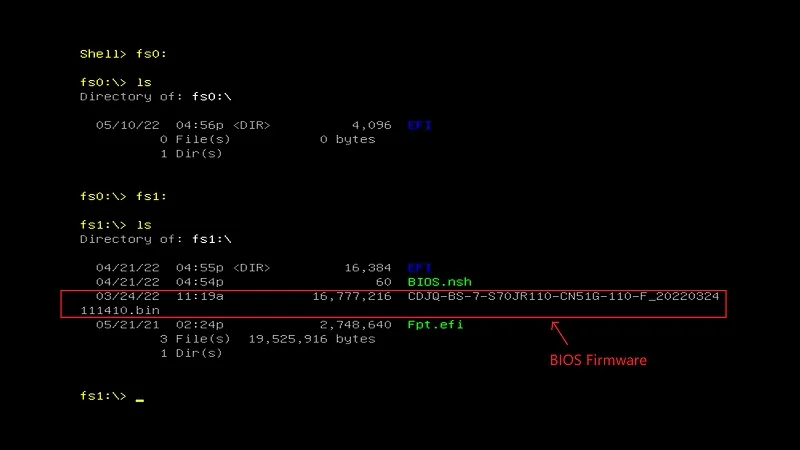 Shell> fs0:
fs0:\> ls
Directory of: fs0:\
05/10/22 04:56p <DIR> 4,096 EFI
0 File(s) 0 bytes
1 Dir(s)
fs0:\> fs1:
fs1:\> ls
Directory of: fs1:\
04/21/22 04:55p <DIR> 16,384 EFI
04/21/22 04:54p 60 BIOS.nsh
03/24/22 11:19a 16,777,216 CDJQ-BS-7-S70JR110-CN51G-110-F_20220324
111410.bin
05/21/21 02:24p 2,748,640 Fpt.efi
3 File(s) 19,525,916 bytes
1 Dir(s)
BIOS Firmware
fs1:\> _